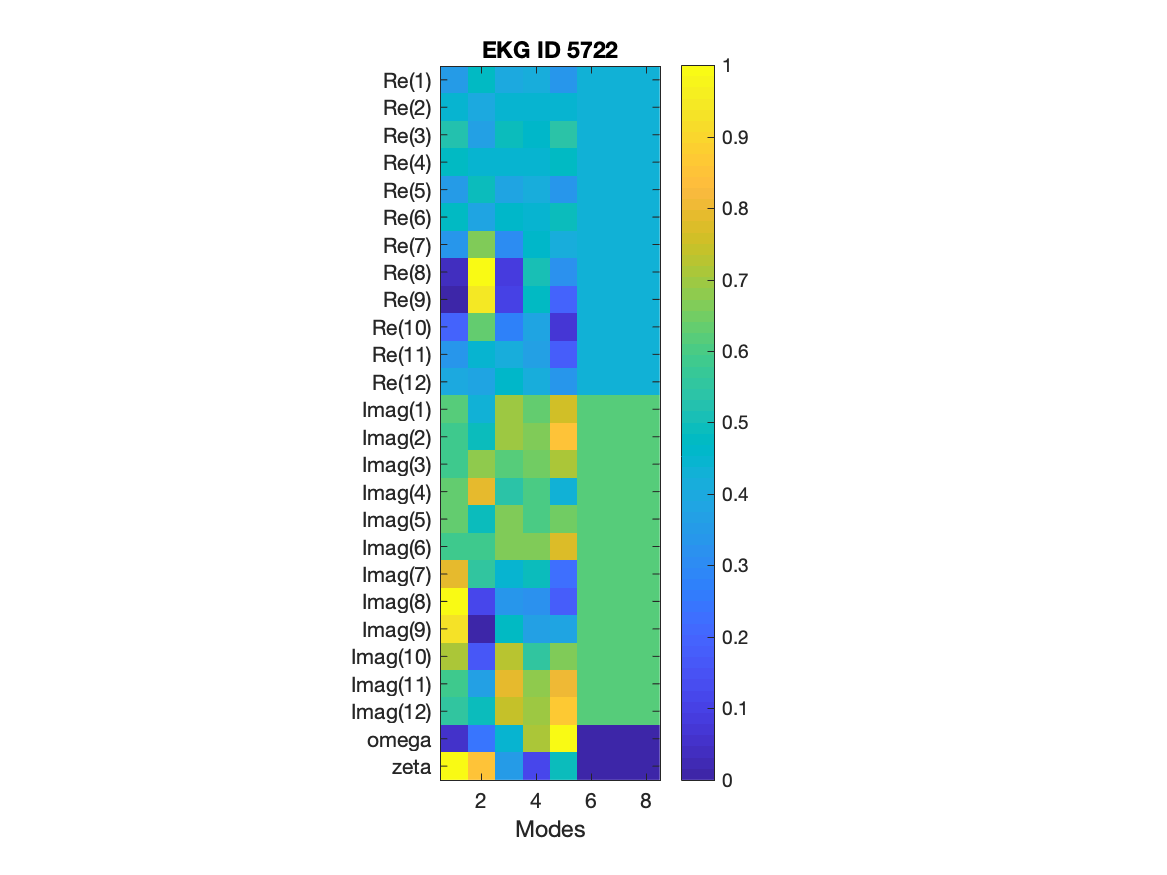 EKG ID 5722
Re(1)
Re(2)
Re(3)
Re(4)
Re(5)
Re(6)
Re(7)
Re(8)
Re(9)
Re(10)
Re(11)
Re(12)
Imag(1)
Imag(2)
Imag(3)
Imag(4)
Imag(5)
Imag(6)
Imag(7)
Imag(8)
Imag(9)
Imag(10)
Imag(11)
Imag(12)
omega
zeta
2 4 6 8
Modes
1
0.9
0.8
0.7
0.6
0.5
0.4
0.3
0.2
0.1
0